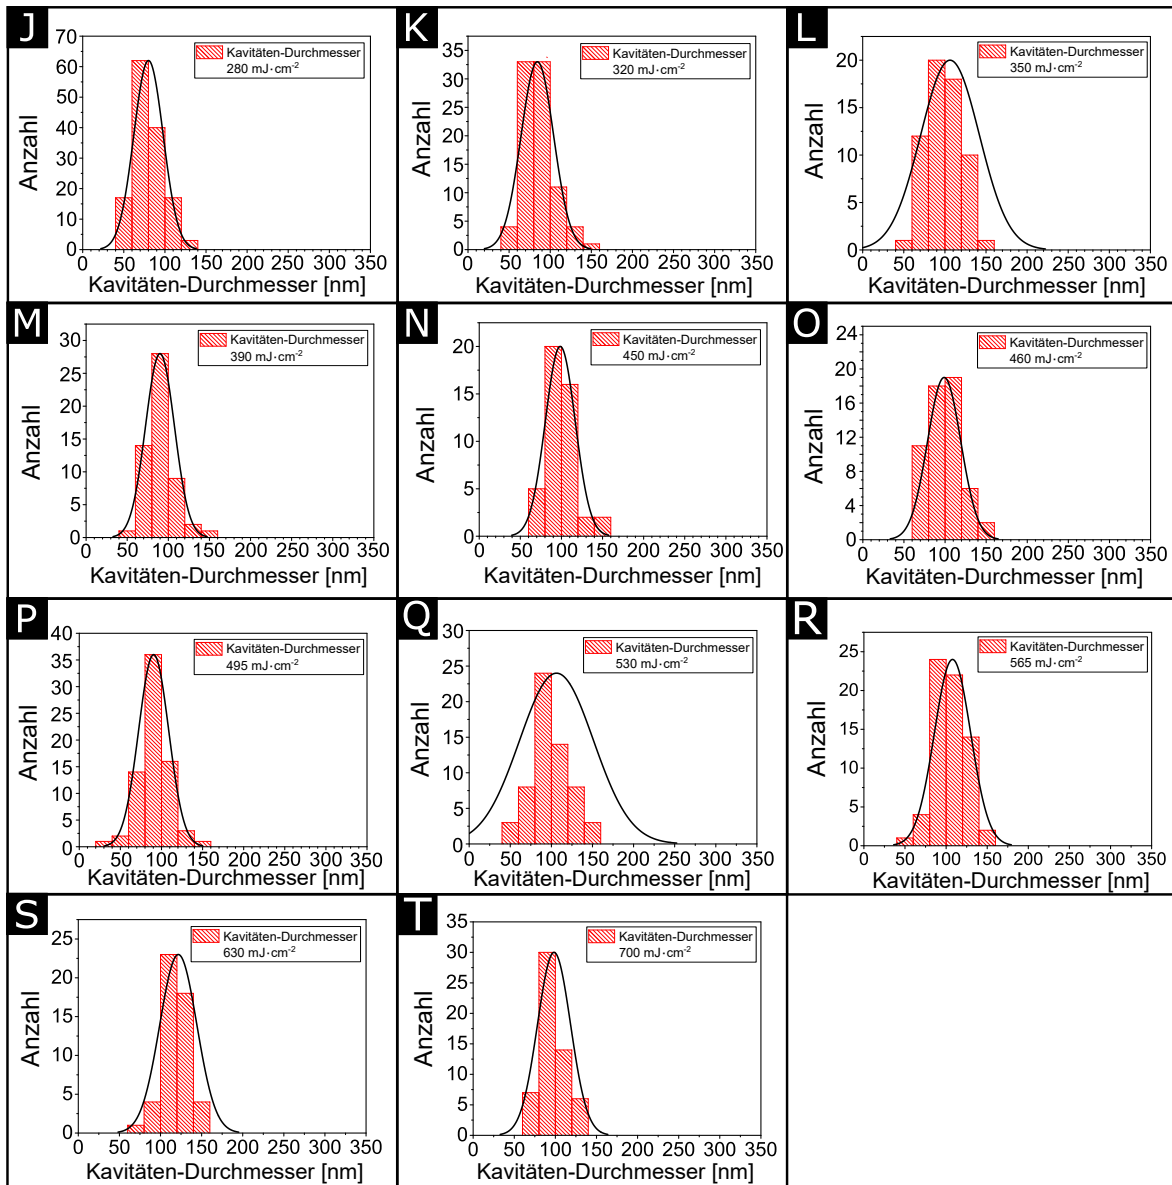 J
70
60
50
40
30
20
10
0
Anzahl
Kavitäten-Durchmesser
280 mJ·cm⁻²
0 50 100 150 200 250 300 350
Kavitäten-Durchmesser [nm]
K
35
30
25
20
15
10
5
0
Anzahl
Kavitäten-Durchmesser
320 mJ·cm⁻²
0 50 100 150 200 250 300 350
Kavitäten-Durchmesser [nm]
L
20
15
10
5
0
Anzahl
Kavitäten-Durchmesser
350 mJ·cm⁻²
0 50 100 150 200 250 300 350
Kavitäten-Durchmesser [nm]
M
30
25
20
15
10
5
0
Anzahl
Kavitäten-Durchmesser
390 mJ·cm⁻²
0 50 100 150 200 250 300 350
Kavitäten-Durchmesser [nm]
N
20
15
10
5
0
Anzahl
Kavitäten-Durchmesser
450 mJ·cm⁻²
0 50 100 150 200 250 300 350
Kavitäten-Durchmesser [nm]
O
24
20
16
12
8
4
0
Anzahl
Kavitäten-Durchmesser
460 mJ·cm⁻²
0 50 100 150 200 250 300 350
Kavitäten-Durchmesser [nm]
P
40
35
30
25
20
15
10
5
0
Anzahl
Kavitäten-Durchmesser
495 mJ·cm⁻²
0 50 100 150 200 250 300 350
Kavitäten-Durchmesser [nm]
Q
30
25
20
15
10
5
0
Anzahl
Kavitäten-Durchmesser
530 mJ·cm⁻²
0 50 100 150 200 250 300 350
Kavitäten-Durchmesser [nm]
R
25
20
15
10
5
0
Anzahl
Kavitäten-Durchmesser
565 mJ·cm⁻²
0 50 100 150 200 250 300 350
Kavitäten-Durchmesser [nm]
S
25
20
15
10
5
0
Anzahl
Kavitäten-Durchmesser
630 mJ·cm⁻²
0 50 100 150 200 250 300 350
Kavitäten-Durchmesser [nm]
T
35
30
25
20
15
10
5
0
Anzahl
Kavitäten-Durchmesser
700 mJ·cm⁻²
0 50 100 150 200 250 300 350
Kavitäten-Durchmesser [nm]